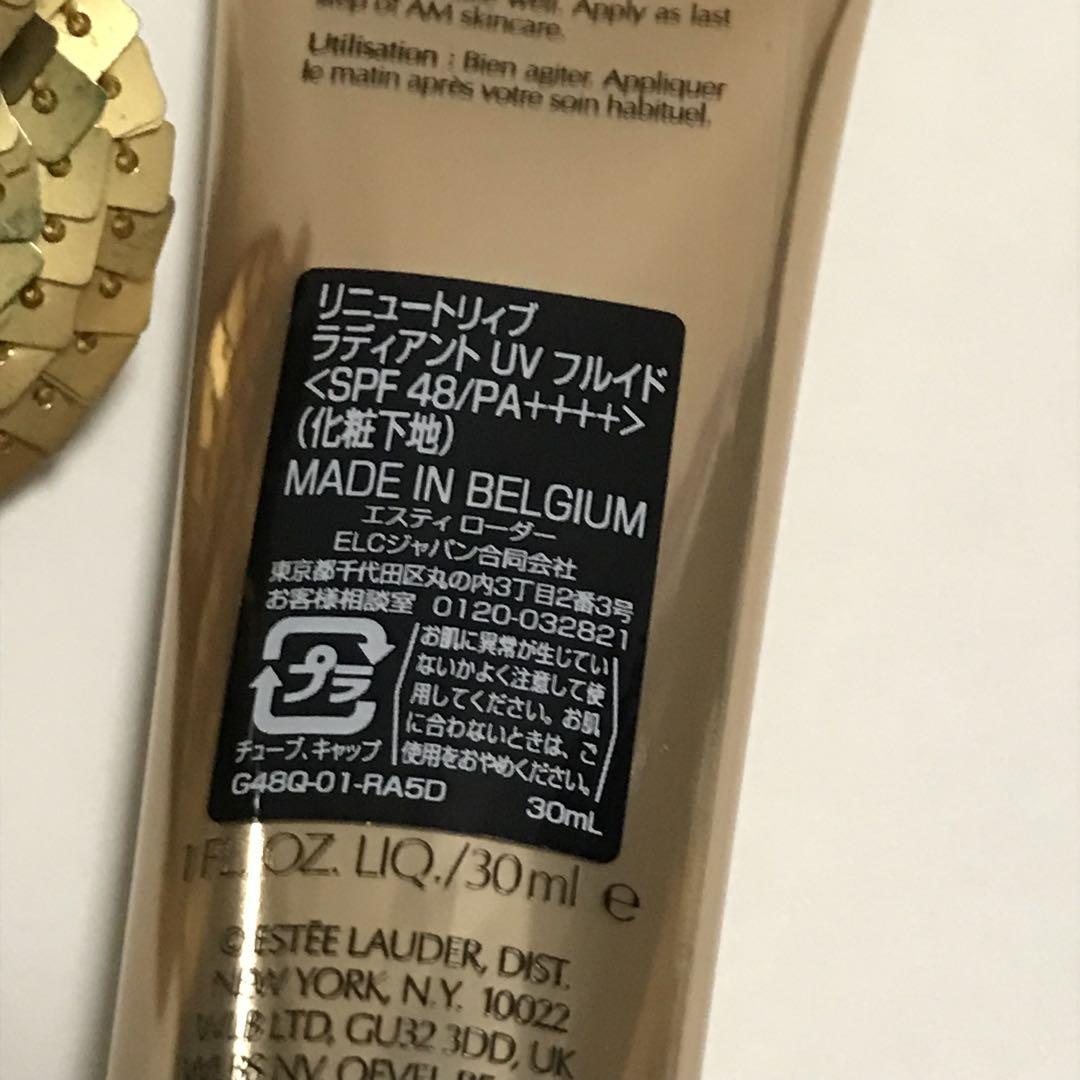 well. Apply as last
step of AM skincare.
Utilisation : Bien agiter. Appliquer
le matin après votre soin habituel.
リニュートリィブ
ラディアント UV フルイド
<SPF 48/PA++++>
(化粧下地)
MADE IN BELGIUM
エスティ ローダー
ELCジャパン合同会社
東京都千代田区丸の内3丁目2番3号
お客様相談室 0120-032821
プラ
チューブ、キャップ
お肌に異常が生じてい
ないかよく注意して使
用してください。お肌
に合わないときは、ご
使用をおやめください。
G48Q-01-RA5D
30mL
1 FL. OZ. LIQ./30 ml e
© ESTÉE LAUDER, DIST.
NEW YORK, N.Y. 10022
WLB LTD, GU32 3DD, UK
NV, OEVEL BE